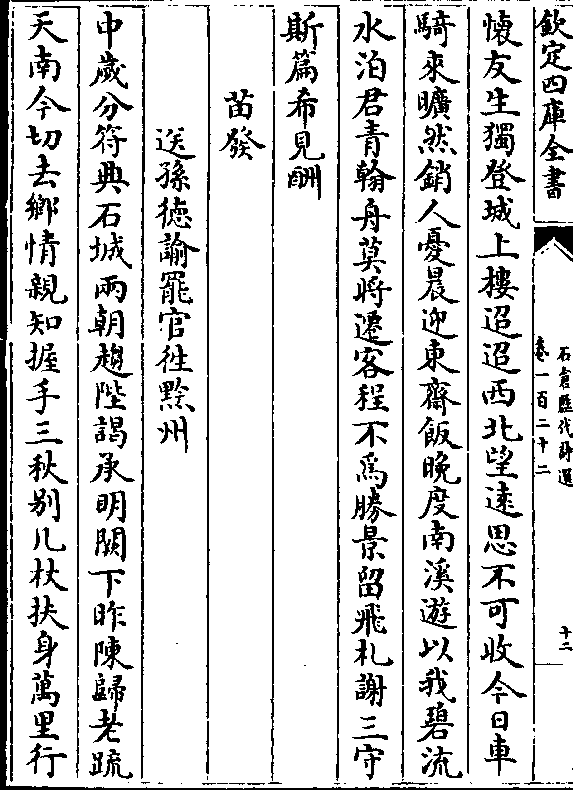 欽定四庫全書
石倉歷代詩選
卷一百二十二
十二
懐友生獨登城上樓迢迢西北望逺思不可收今日車
騎來曠然銷人憂晨迎東齋飯晚度南溪遊以我碧流
水泊君青翰舟莫將遷客程不為勝景留飛札謝三守
斯篇希見酬
苗發
送孫徳諭罷官徃黔州
中歲分符典石城兩朝趨陛謁承明闕下昨陳歸老疏
天南今切去鄉情親知握手三秋别几杖扶身萬里行